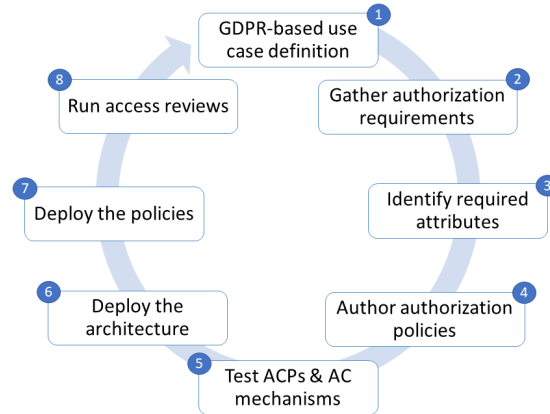 1
GDPR-based use
case definition
2
Gather authorization
requirements
3
Identify required
attributes
4
Author authorization
policies
5
Test ACPs & AC
mechanisms
6
Deploy the
architecture
7
Deploy the policies
8
Run access reviews